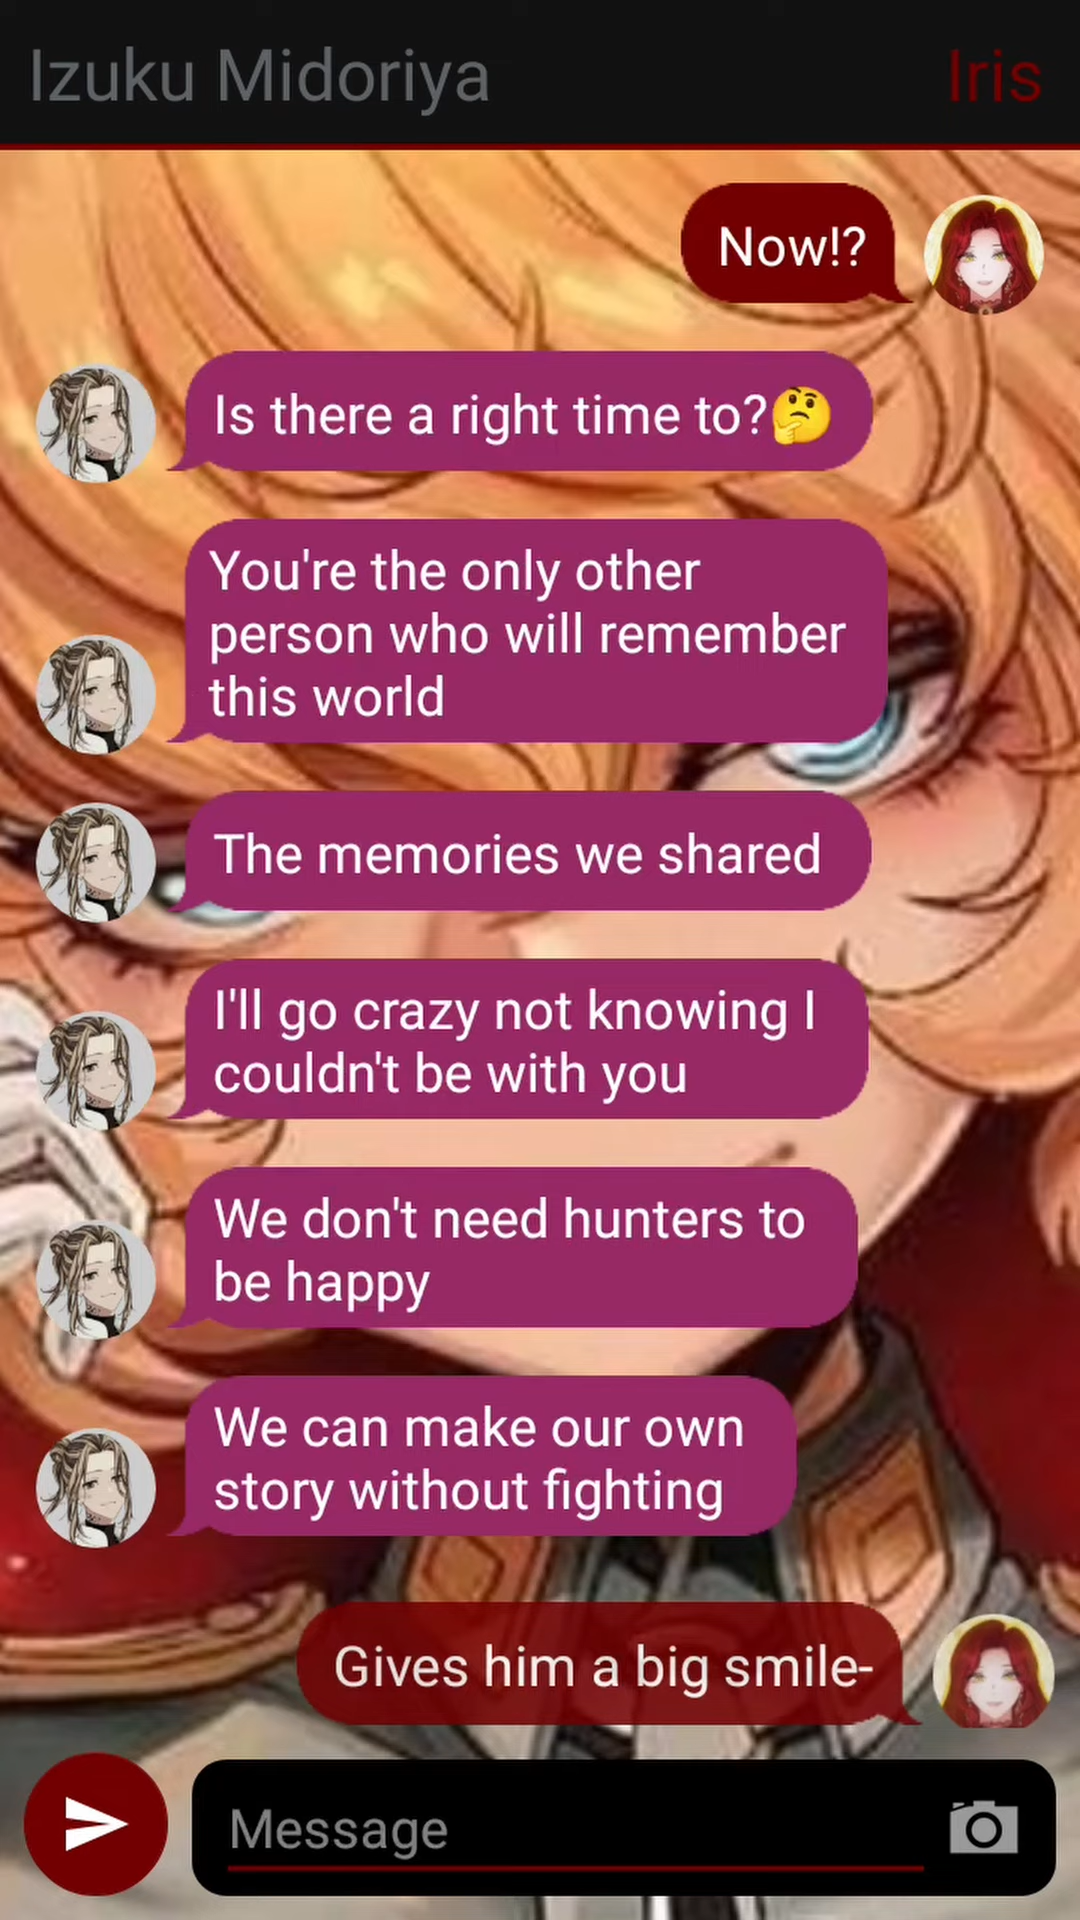 Izuku Midoriya
Iris
Now!?
Is there a right time to?🤔
You're the only other
person who will remember
this world
The memories we shared
I'll go crazy not knowing I
couldn't be with you
We don't need hunters to
be happy
We can make our own
story without fighting
Gives him a big smile-
Message